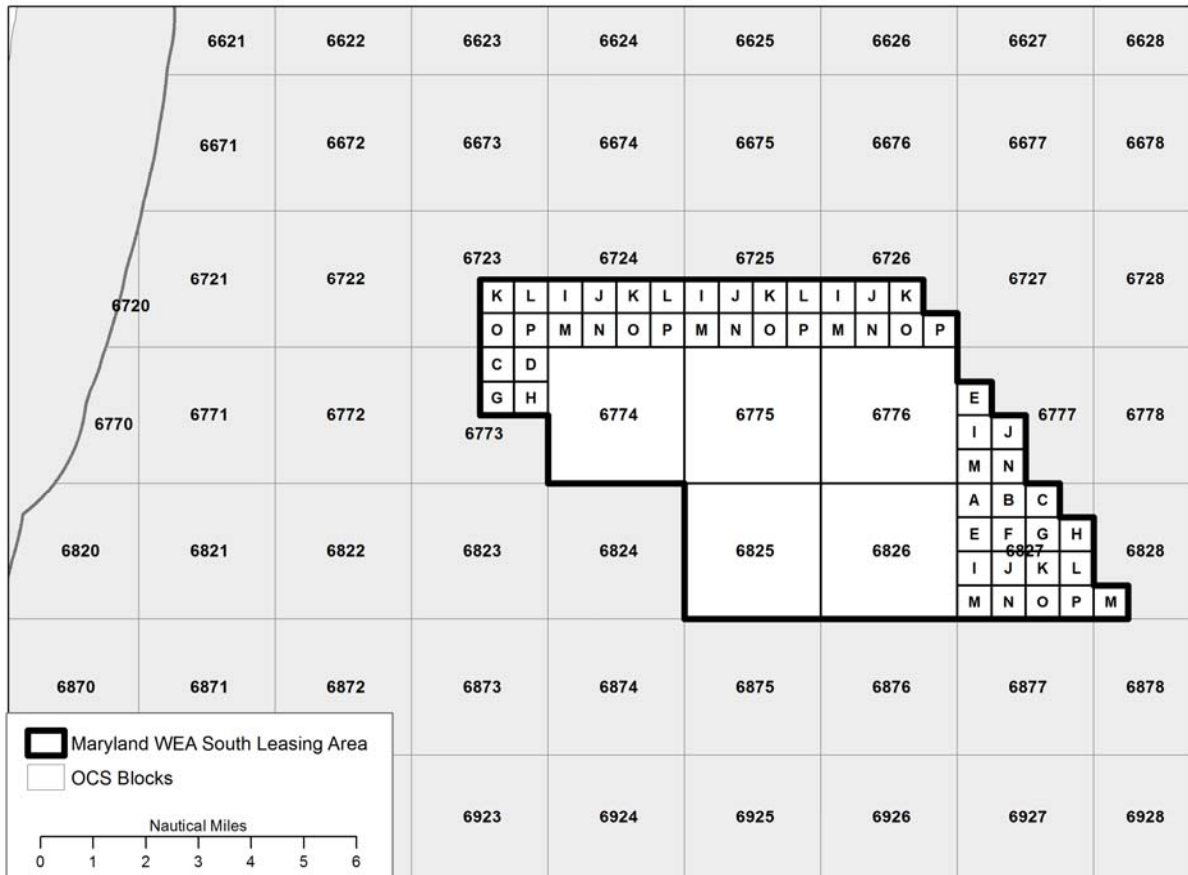 6621 6622 6623 6624 6625 6626 6627 6628
6671 6672 6673 6674 6675 6676 6677 6678
6723 6724 6725 6726
6721 6722 6727 6728
K L I J K L I J K L I J K
6720
O P M N O P M N O P M N O P
C D
G H E
6771 6772 6774 6775 6776 6777 6778
6770
6773 I J
M N
A B C
E F G H
6820 6821 6822 6823 6824 6825 6826 6827 6828
I J K L
M N O P M
6870 6871 6872 6873 6874 6875 6876 6877 6878
Maryland WEA South Leasing Area
OCS Blocks
Nautical Miles
0 1 2 3 4 5 6
6923 6924 6925 6926 6927 6928